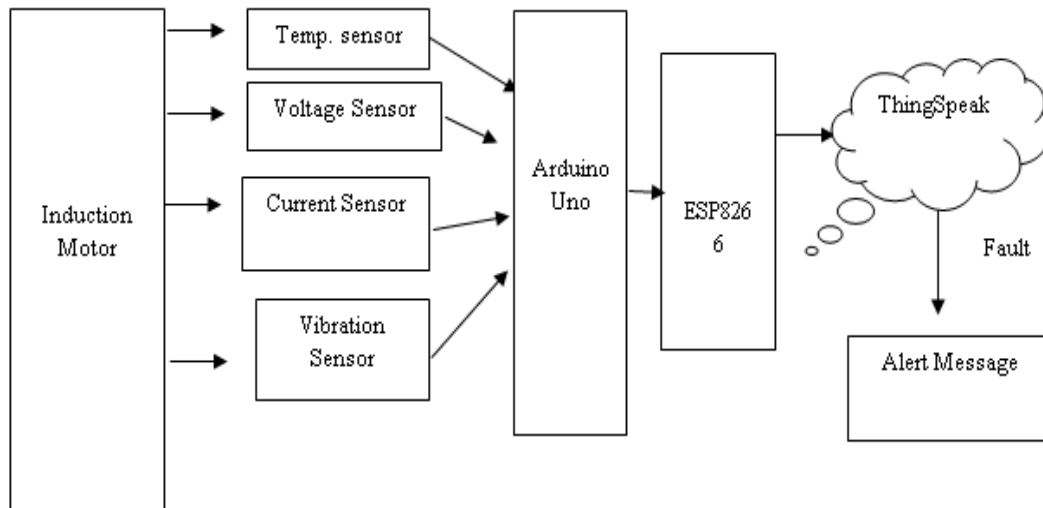 Induction
Motor
Temp. sensor
Voltage Sensor
Current Sensor
Vibration
Sensor
Arduino
Uno
ESP826
6
ThingSpeak
Fault
Alert Message